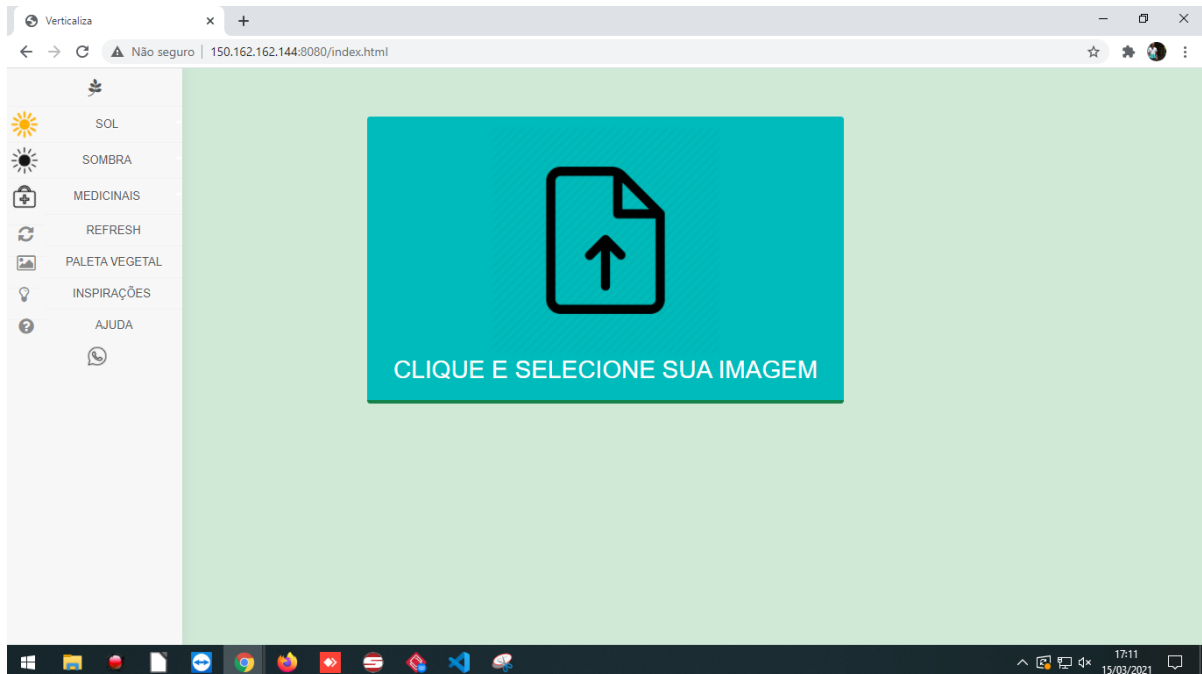 Verticaliza
Não seguro | 150.162.162.144:8080/index.html
SOL
SOMBRA
MEDICINAIS
REFRESH
PALETA VEGETAL
INSPIRAÇÕES
AJUDA
CLIQUE E SELECIONE SUA IMAGEM
17:11
15/03/2021